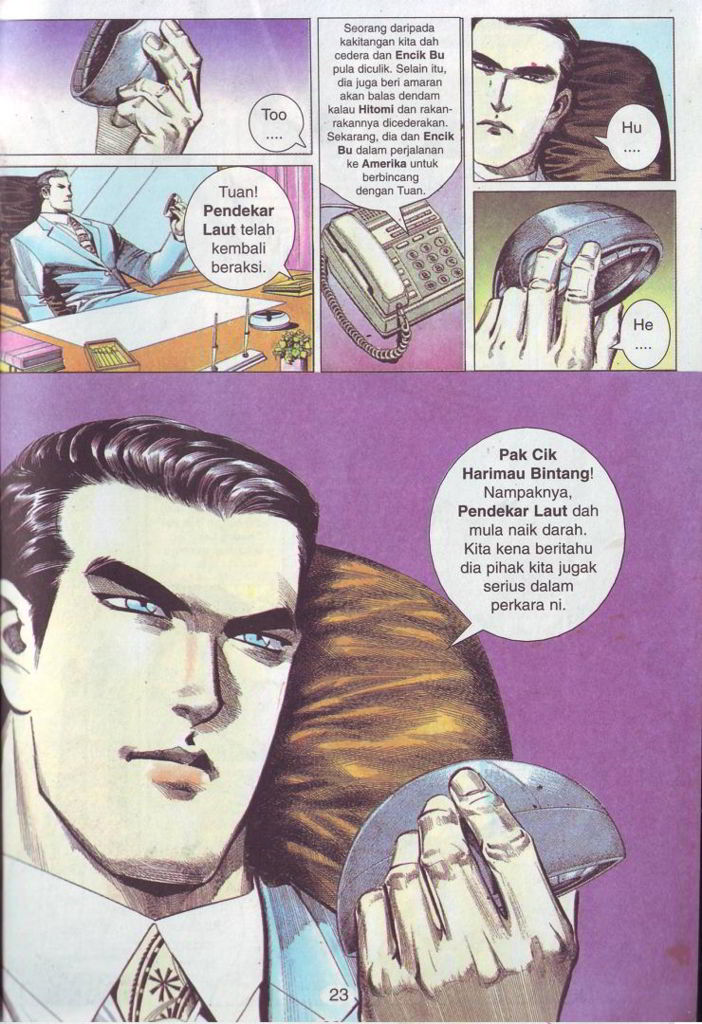 Too
....
Tuan!
Pendekar
Laut telah
kembali
beraksi.
Seorang daripada
kakitangan kita dah
cedera dan Encik Bu
pula diculik. Selain itu,
dia juga beri amaran
akan balas dendam
kalau Hitomi dan rakan-
rakannya dicederakan.
Sekarang, dia dan Encik
Bu dalam perjalanan
ke Amerika untuk
berbincang
dengan Tuan.
Hu
....
He
....
Pak Cik
Harimau Bintang!
Nampaknya,
Pendekar Laut dah
mula naik darah.
Kita kena beritahu
dia pihak kita jugak
serius dalam
perkara ni.
23